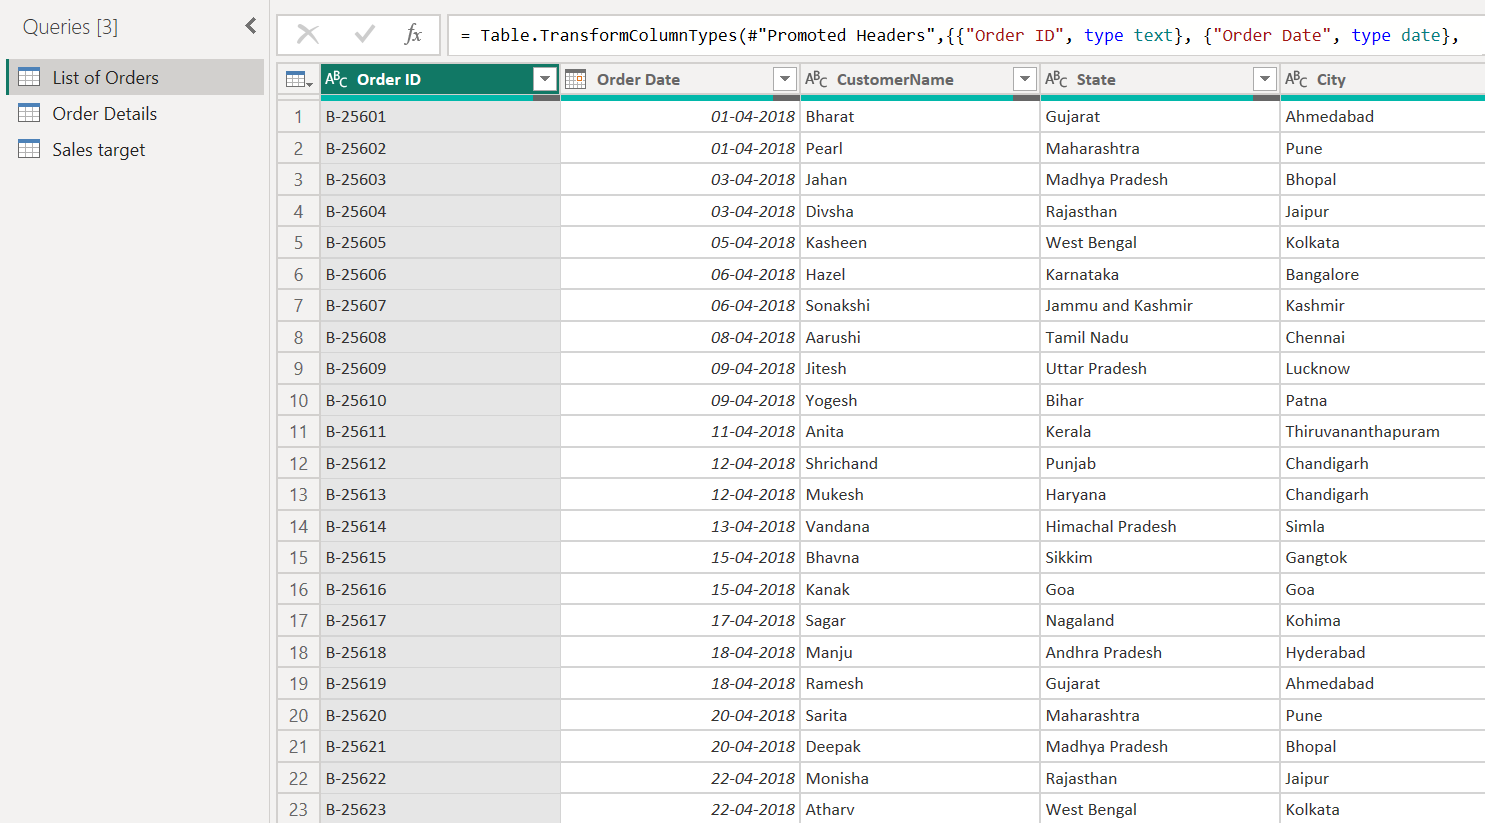 Queries [3]
List of Orders
Order Details
Sales target
fx
= Table.TransformColumnTypes(#"Promoted Headers",{{"Order ID", type text}, {"Order Date", type date},
ABC Order ID Order Date ABC CustomerName ABC State ABC City
1 B-25601 01-04-2018 Bharat Gujarat Ahmedabad
2 B-25602 01-04-2018 Pearl Maharashtra Pune
3 B-25603 03-04-2018 Jahan Madhya Pradesh Bhopal
4 B-25604 03-04-2018 Divsha Rajasthan Jaipur
5 B-25605 05-04-2018 Kasheen West Bengal Kolkata
6 B-25606 06-04-2018 Hazel Karnataka Bangalore
7 B-25607 06-04-2018 Sonakshi Jammu and Kashmir Kashmir
8 B-25608 08-04-2018 Aarushi Tamil Nadu Chennai
9 B-25609 09-04-2018 Jitesh Uttar Pradesh Lucknow
10 B-25610 09-04-2018 Yogesh Bihar Patna
11 B-25611 11-04-2018 Anita Kerala Thiruvananthapuram
12 B-25612 12-04-2018 Shrichand Punjab Chandigarh
13 B-25613 12-04-2018 Mukesh Haryana Chandigarh
14 B-25614 13-04-2018 Vandana Himachal Pradesh Simla
15 B-25615 15-04-2018 Bhavna Sikkim Gangtok
16 B-25616 15-04-2018 Kanak Goa Goa
17 B-25617 17-04-2018 Sagar Nagaland Kohima
18 B-25618 18-04-2018 Manju Andhra Pradesh Hyderabad
19 B-25619 18-04-2018 Ramesh Gujarat Ahmedabad
20 B-25620 20-04-2018 Sarita Maharashtra Pune
21 B-25621 20-04-2018 Deepak Madhya Pradesh Bhopal
22 B-25622 22-04-2018 Monisha Rajasthan Jaipur
23 B-25623 22-04-2018 Atharv West Bengal Kolkata